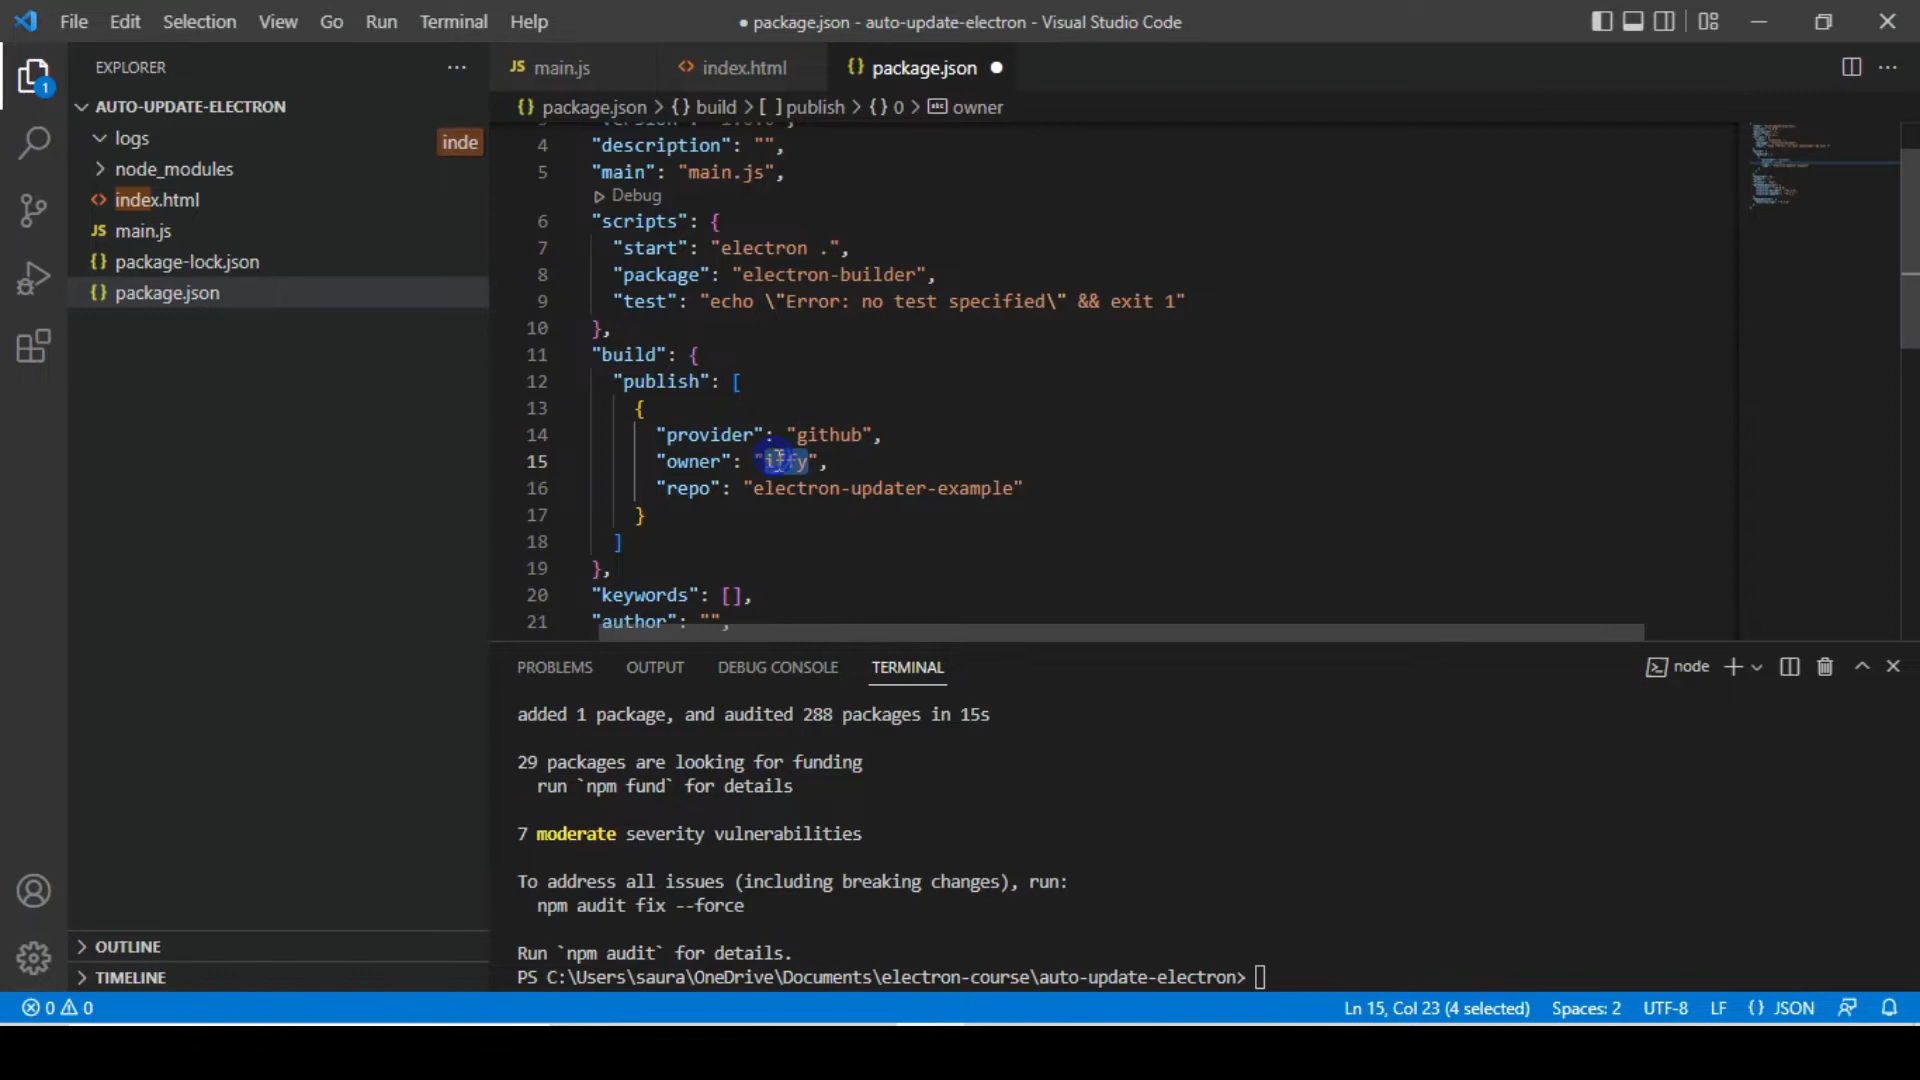 File Edit Selection View Go Run Terminal Help
● package.json - auto-update-electron - Visual Studio Code
EXPLORER
AUTO-UPDATE-ELECTRON
logs
inde
node_modules
index.html
JS main.js
{} package-lock.json
{} package.json
OUTLINE
TIMELINE
1
JS main.js
<> index.html
{} package.json ●
{} package.json > {} build > [ ] publish > {} 0 > abc owner
4 "description": "",
5 "main": "main.js",
Debug
6 "scripts": {
7 "start": "electron .",
8 "package": "electron-builder",
9 "test": "echo \"Error: no test specified\" && exit 1"
10 },
11 "build": {
12 "publish": [
13 {
14 "provider": "github",
15 "owner": "iffy",
16 "repo": "electron-updater-example"
17 }
18 ]
19 },
20 "keywords": [],
21 "author": "",
PROBLEMS OUTPUT DEBUG CONSOLE TERMINAL
node
added 1 package, and audited 288 packages in 15s
29 packages are looking for funding
run `npm fund` for details
7 moderate severity vulnerabilities
To address all issues (including breaking changes), run:
npm audit fix --force
Run `npm audit` for details.
PS C:\Users\saura\OneDrive\Documents\electron-course\auto-update-electron>
0 0
Ln 15, Col 23 (4 selected) Spaces: 2 UTF-8 LF {} JSON